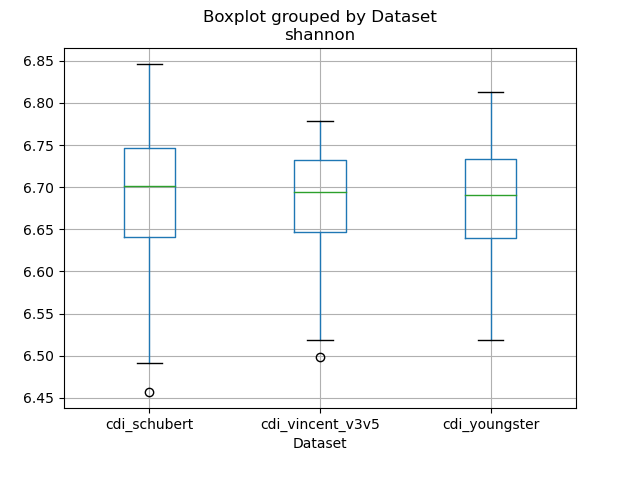 Boxplot grouped by Dataset
shannon
6.85
6.80
6.75
6.70
6.65
6.60
6.55
6.50
6.45
cdi_schubert cdi_vincent_v3v5 cdi_youngster
Dataset